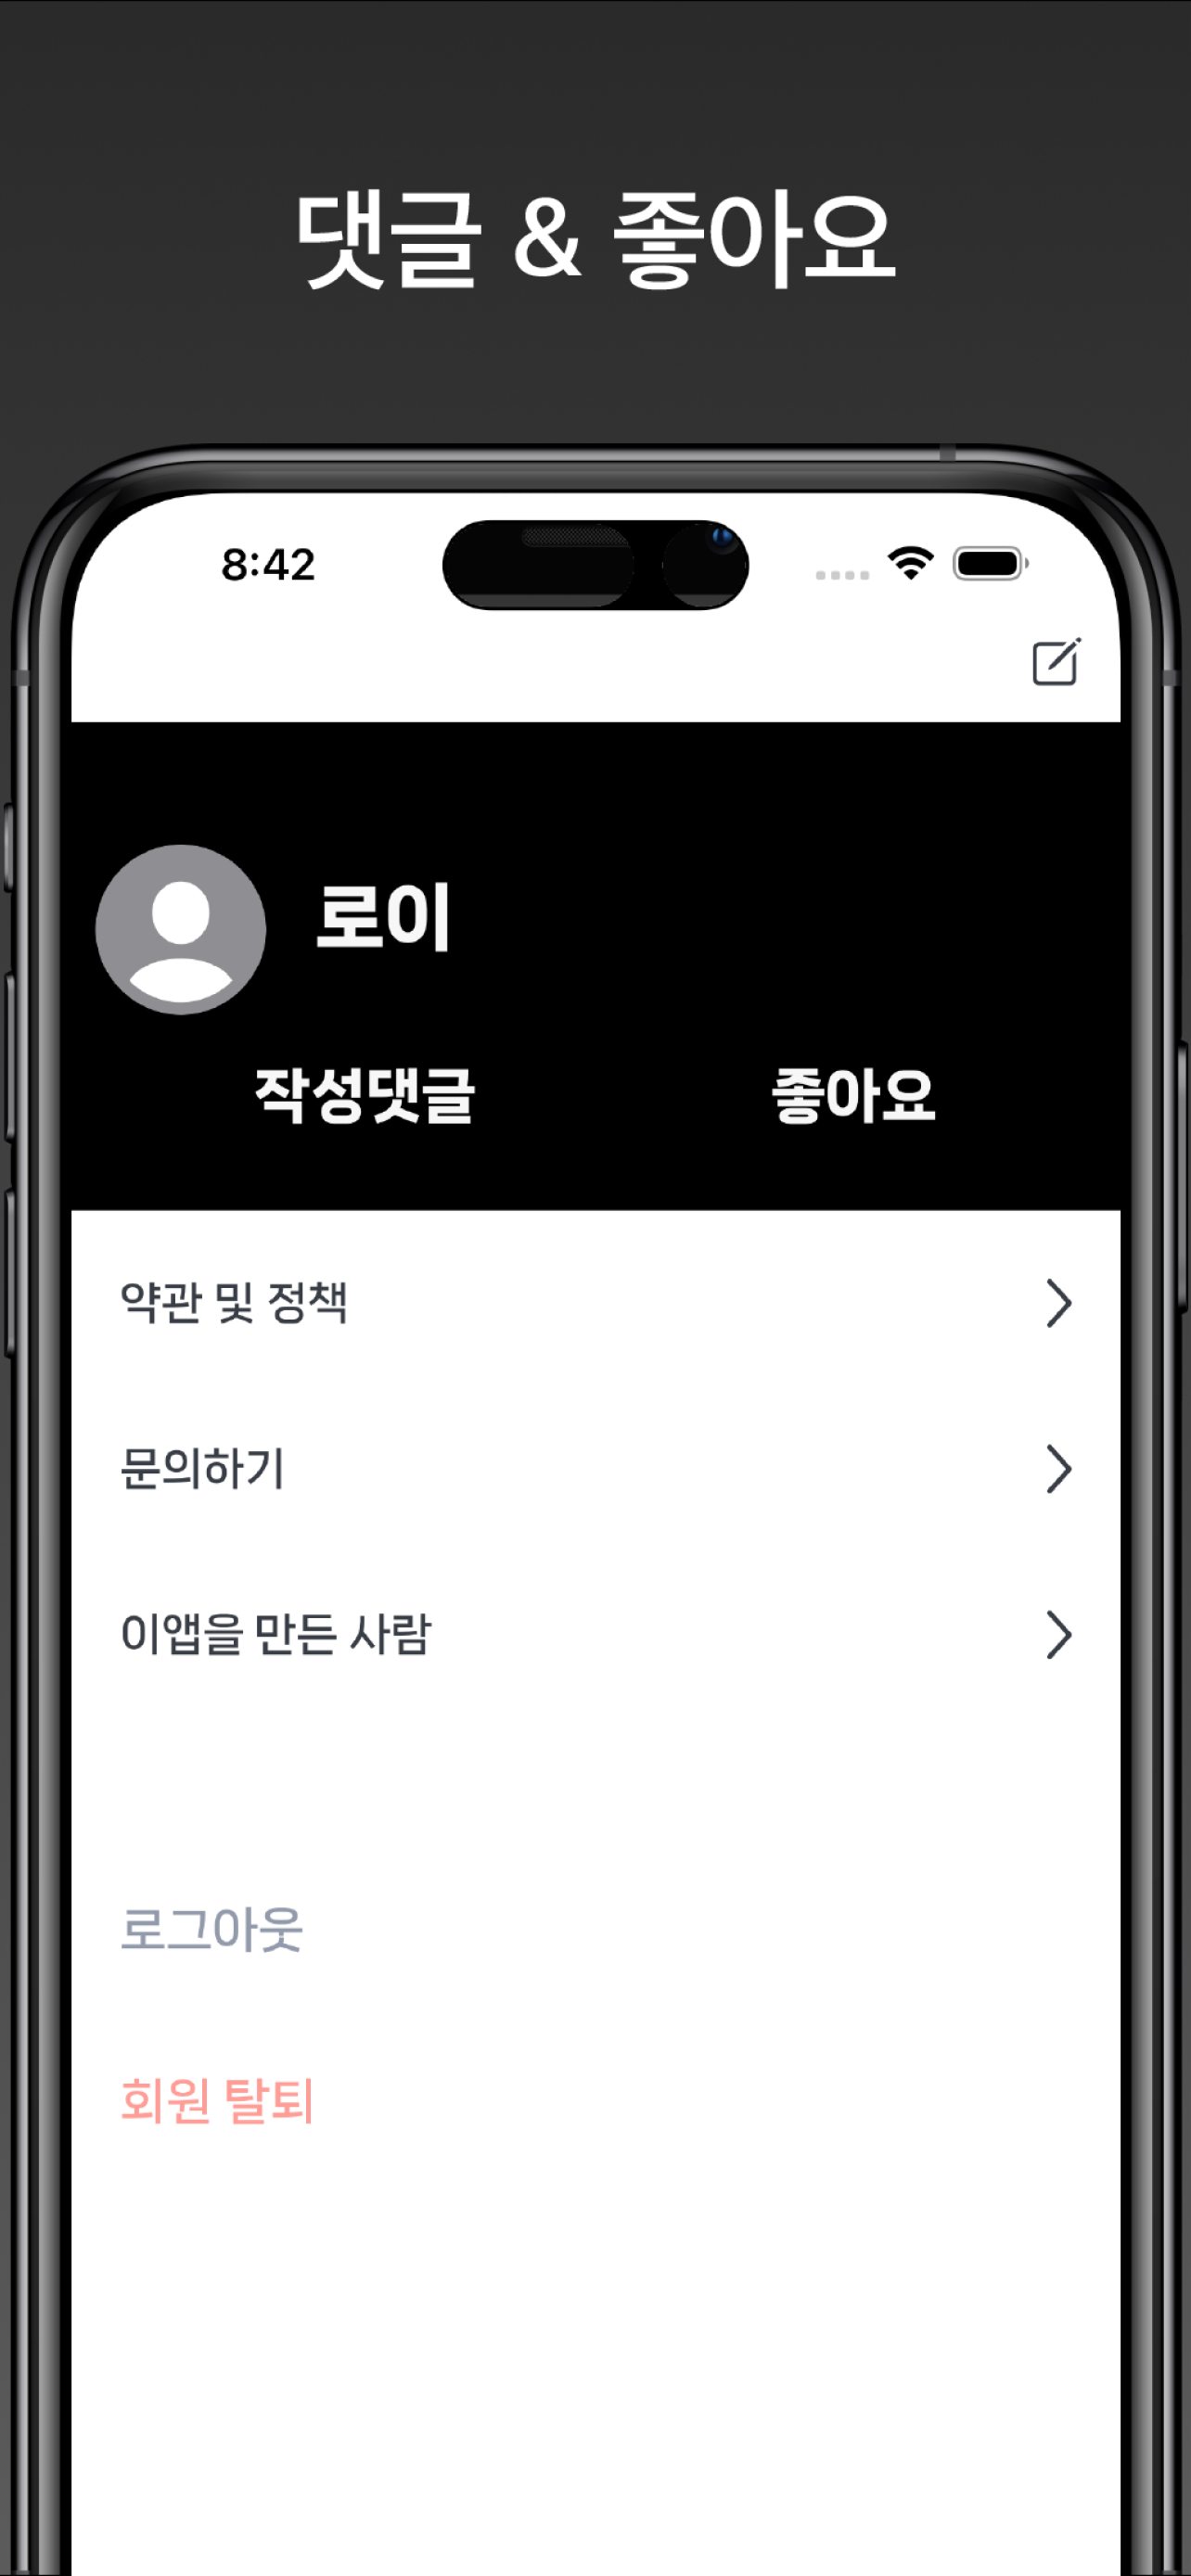 댓글 & 좋아요
8:42
로이
작성댓글 좋아요
약관 및 정책
문의하기
이앱을 만든 사람
로그아웃
회원 탈퇴